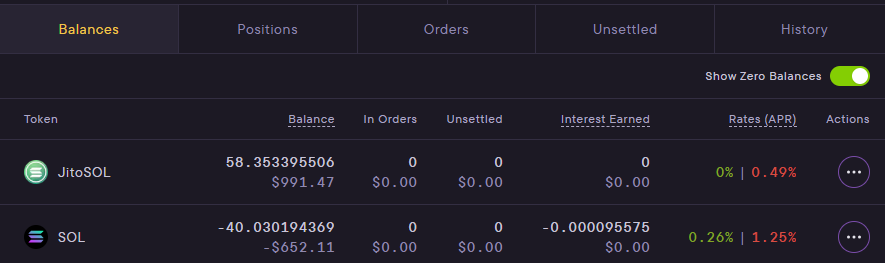 Balances Positions Orders Unsettled History
Show Zero Balances
Token Balance In Orders Unsettled Interest Earned Rates (APR) Actions
JitoSOL 58.353395506 0 0 0 0% | 0.49%
$991.47 $0.00 $0.00 $0.00
SOL -40.030194369 0 0 -0.000095575 0.26% | 1.25%
-$652.11 $0.00 $0.00 $0.00